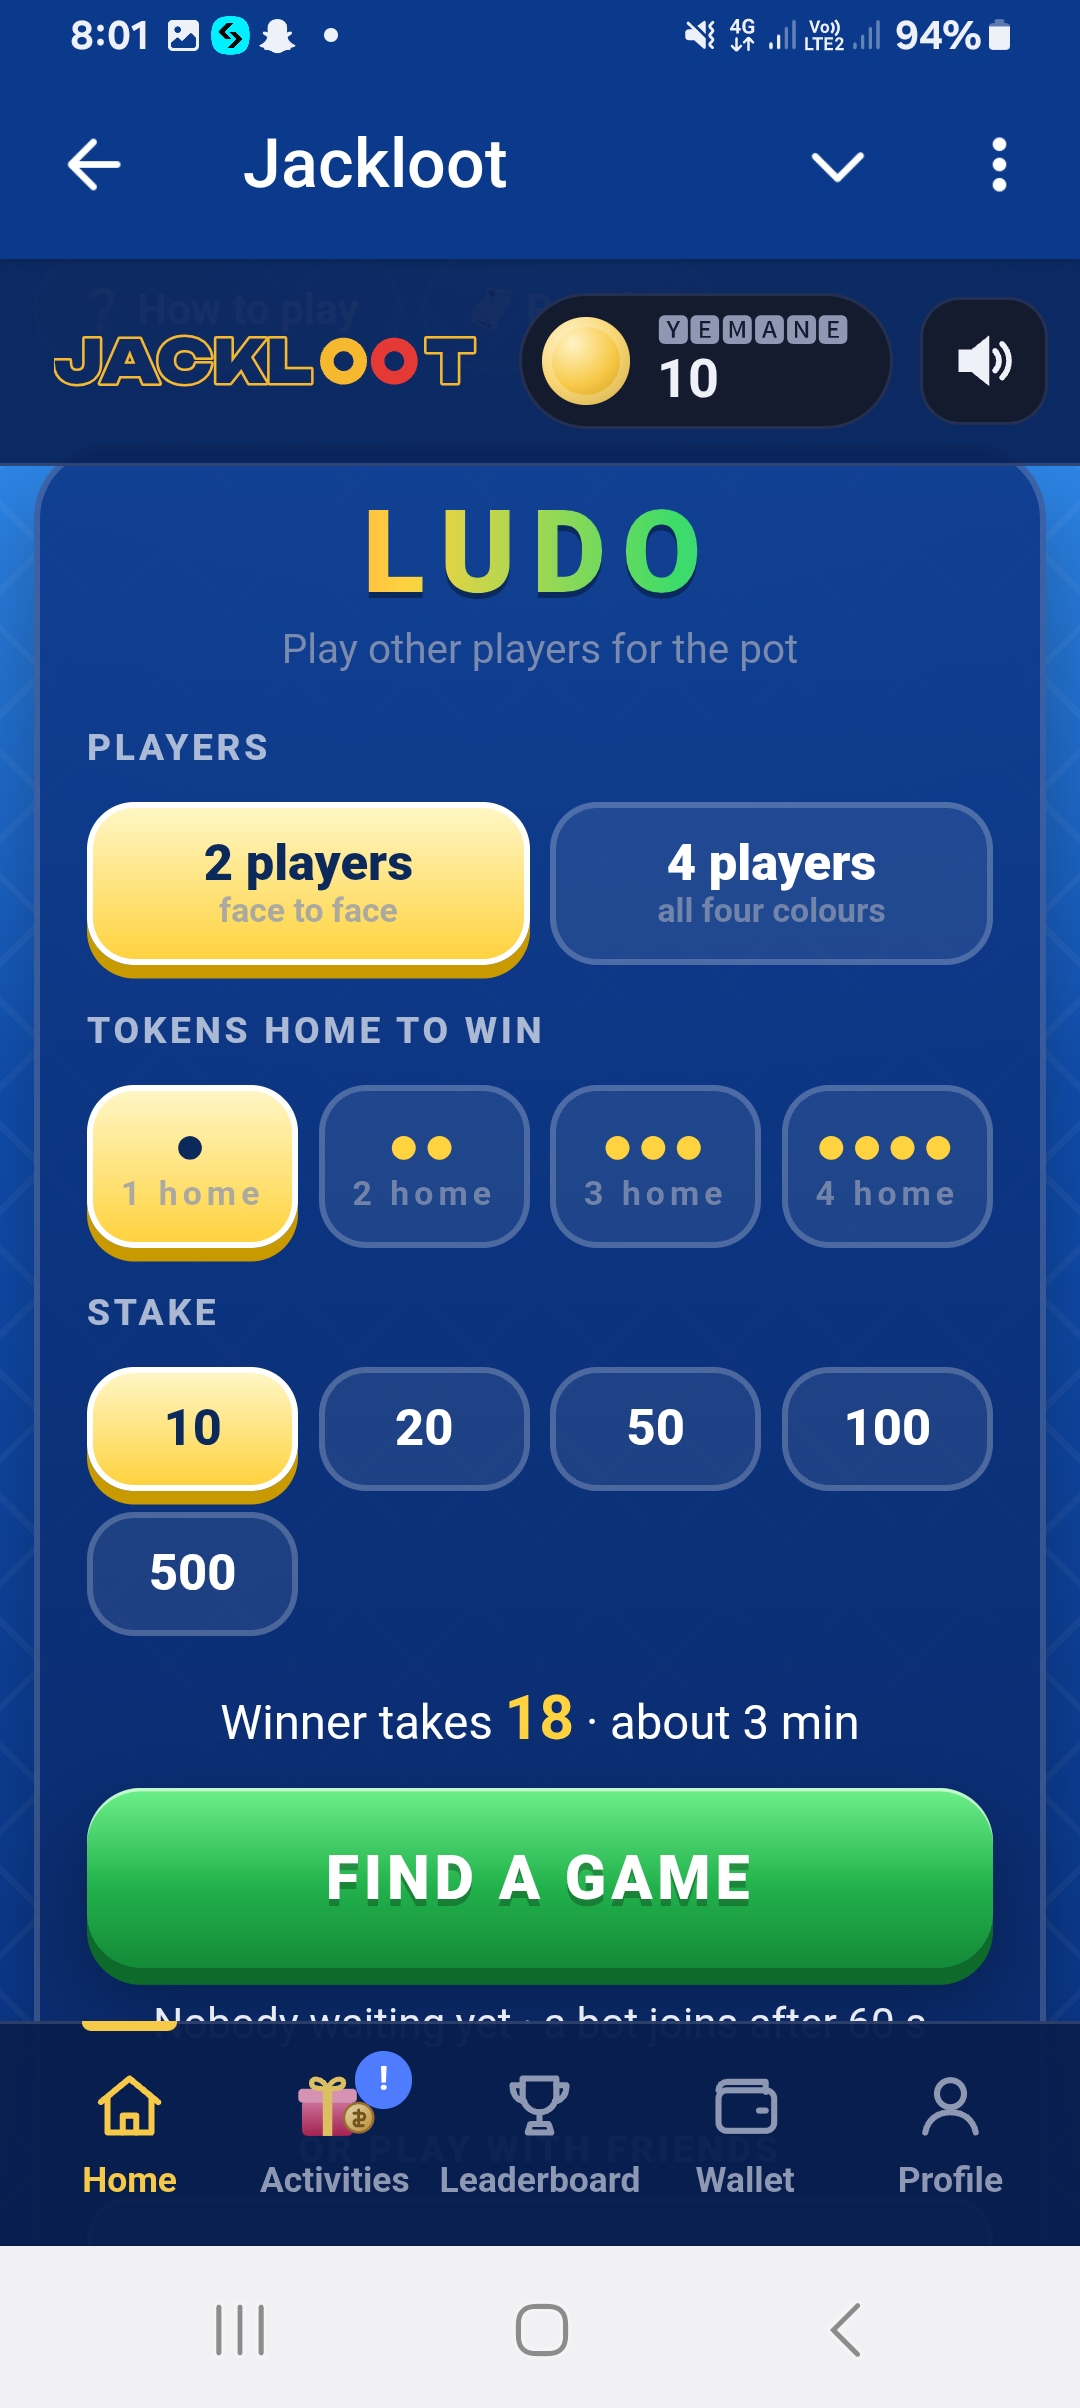 8:01
4G
Vo))
LTE2
94%
Jackloot
? How to play
JACKLOOT
YEMANE
10
LUDO
Play other players for the pot
PLAYERS
2 players
face to face
4 players
all four colours
TOKENS HOME TO WIN
1 home
2 home
3 home
4 home
STAKE
10
20
50
100
500
Winner takes 18 · about 3 min
FIND A GAME
Nobody waiting yet · a bot joins after 60 s
!
OR PLAY WITH FRIENDS
Home
Activities
Leaderboard
Wallet
Profile